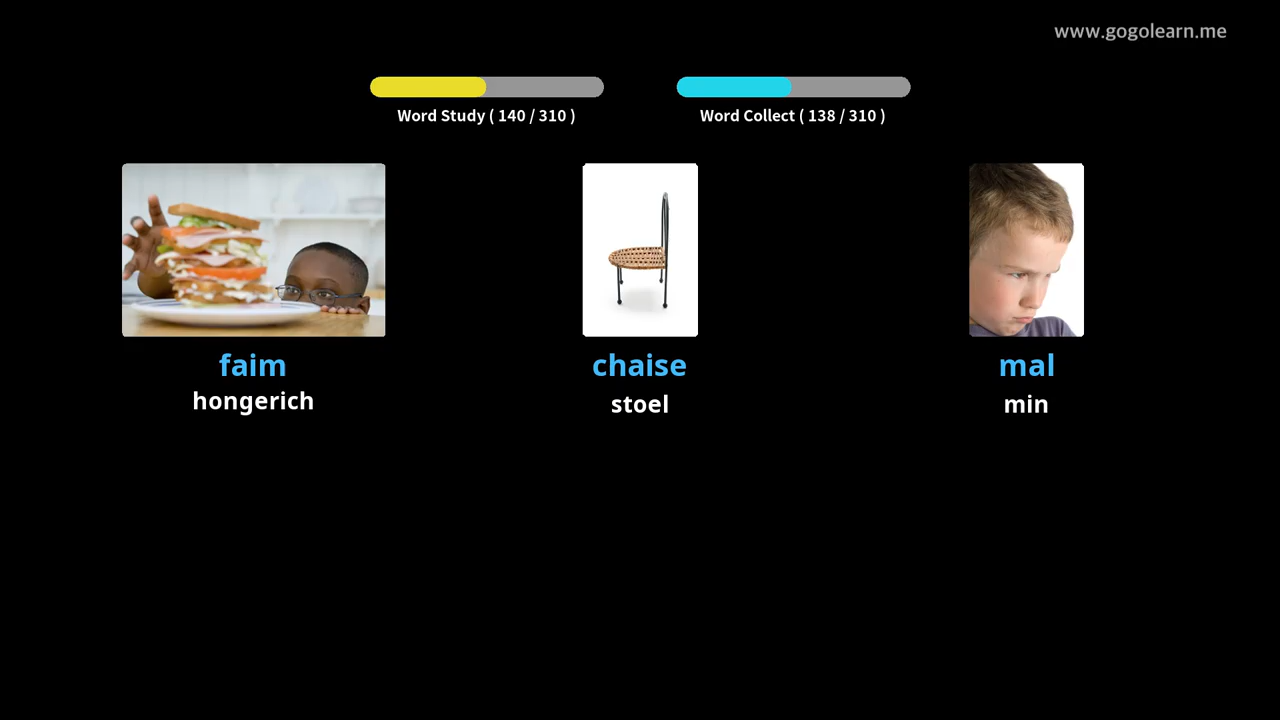 www.gogolearn.me
Word Study ( 140 / 310 )
Word Collect ( 138 / 310 )
faim
hongerich
chaise
stoel
mal
min